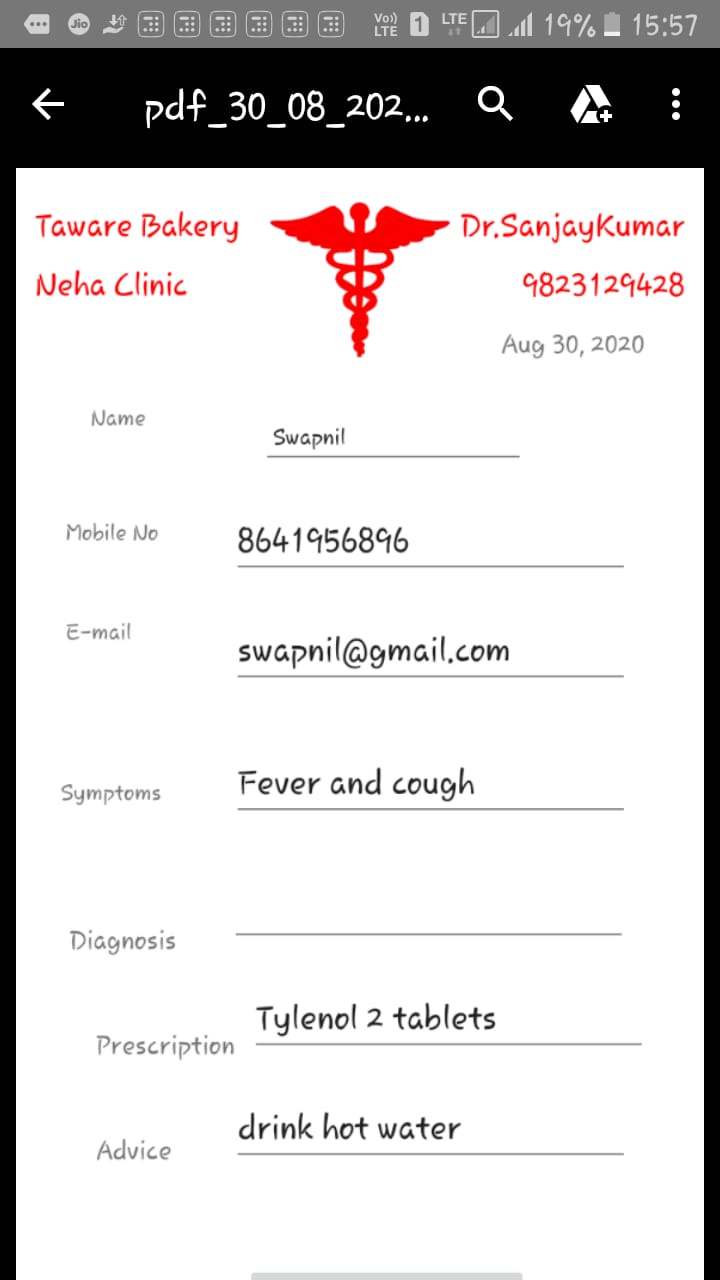 Jio Vo) LTE 1 LTE 19% 15:57
pdf_30_08_202...
Taware Bakery
Dr.SanjayKumar
Neha Clinic
9823129428
Aug 30, 2020
Name
Swapnil
Mobile No
8641956896
E-mail
swapnil@gmail.com
Symptoms
Fever and cough
Diagnosis
Prescription
Tylenol 2 tablets
Advice
drink hot water